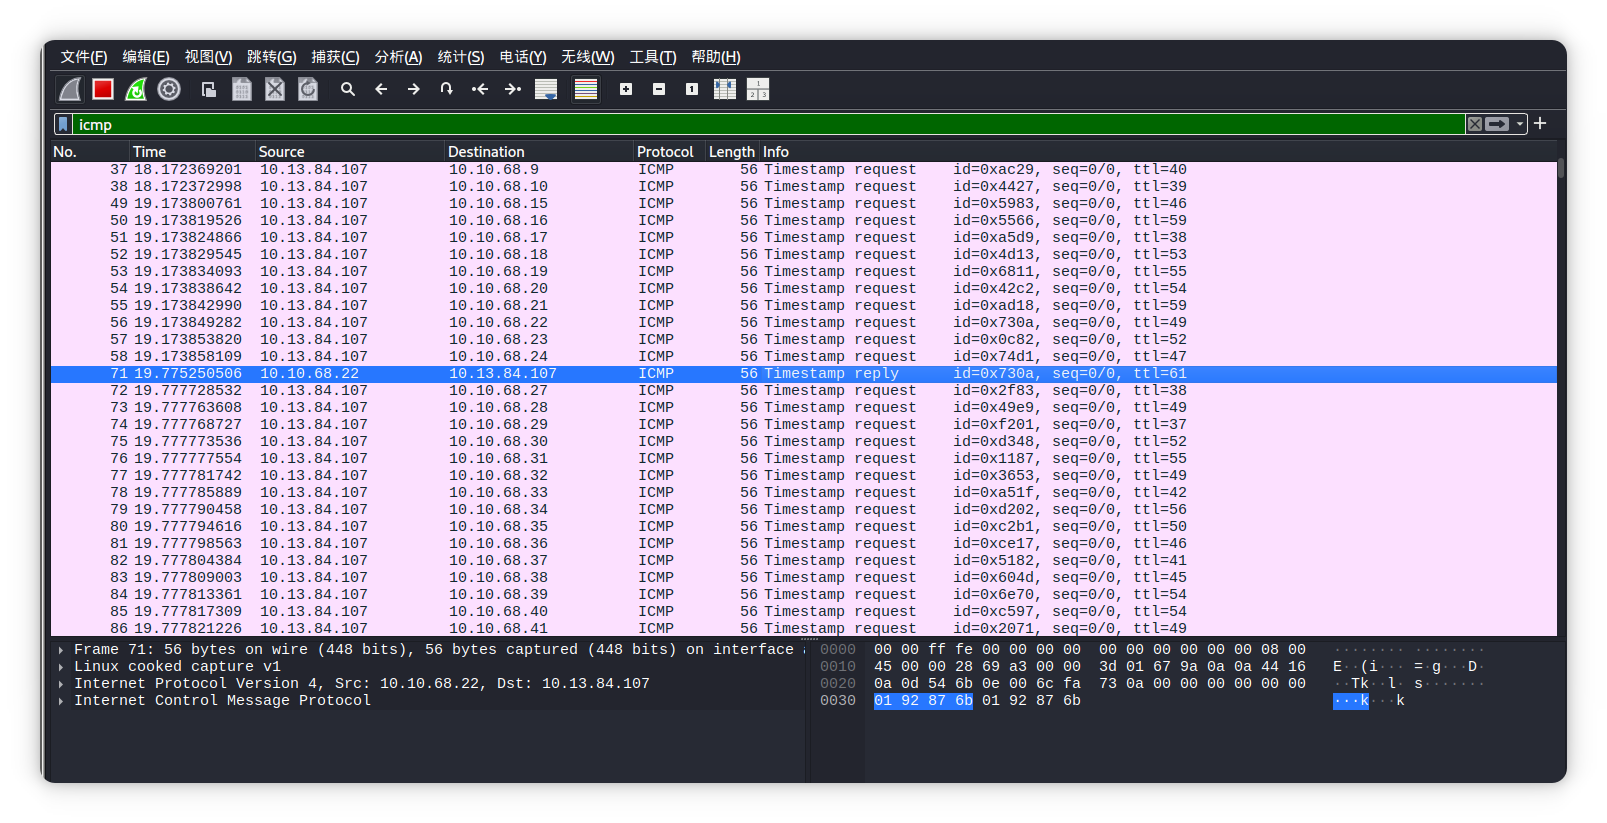 文件(F) 编辑(E) 视图(V) 跳转(G) 捕获(C) 分析(A) 统计(S) 电话(Y) 无线(W) 工具(T) 帮助(H)
icmp
No. Time Source Destination Protocol Length Info
37 18.172369201 10.13.84.107 10.10.68.9 ICMP 56 Timestamp request id=0xac29, seq=0/0, ttl=40
38 18.172372998 10.13.84.107 10.10.68.10 ICMP 56 Timestamp request id=0x4427, seq=0/0, ttl=39
49 19.173800761 10.13.84.107 10.10.68.15 ICMP 56 Timestamp request id=0x5983, seq=0/0, ttl=46
50 19.173819526 10.13.84.107 10.10.68.16 ICMP 56 Timestamp request id=0x5566, seq=0/0, ttl=59
51 19.173824866 10.13.84.107 10.10.68.17 ICMP 56 Timestamp request id=0xa5d9, seq=0/0, ttl=38
52 19.173829545 10.13.84.107 10.10.68.18 ICMP 56 Timestamp request id=0x4d13, seq=0/0, ttl=53
53 19.173834093 10.13.84.107 10.10.68.19 ICMP 56 Timestamp request id=0x6811, seq=0/0, ttl=55
54 19.173838642 10.13.84.107 10.10.68.20 ICMP 56 Timestamp request id=0x42c2, seq=0/0, ttl=54
55 19.173842990 10.13.84.107 10.10.68.21 ICMP 56 Timestamp request id=0xad18, seq=0/0, ttl=59
56 19.173849282 10.13.84.107 10.10.68.22 ICMP 56 Timestamp request id=0x730a, seq=0/0, ttl=49
57 19.173853820 10.13.84.107 10.10.68.23 ICMP 56 Timestamp request id=0x0c82, seq=0/0, ttl=52
58 19.173858109 10.13.84.107 10.10.68.24 ICMP 56 Timestamp request id=0x74d1, seq=0/0, ttl=47
71 19.775250506 10.10.68.22 10.13.84.107 ICMP 56 Timestamp reply id=0x730a, seq=0/0, ttl=61
72 19.777728532 10.13.84.107 10.10.68.27 ICMP 56 Timestamp request id=0x2f83, seq=0/0, ttl=38
73 19.777763608 10.13.84.107 10.10.68.28 ICMP 56 Timestamp request id=0x49e9, seq=0/0, ttl=49
74 19.777768727 10.13.84.107 10.10.68.29 ICMP 56 Timestamp request id=0xf201, seq=0/0, ttl=37
75 19.777773536 10.13.84.107 10.10.68.30 ICMP 56 Timestamp request id=0xd348, seq=0/0, ttl=52
76 19.777777554 10.13.84.107 10.10.68.31 ICMP 56 Timestamp request id=0x1187, seq=0/0, ttl=55
77 19.777781742 10.13.84.107 10.10.68.32 ICMP 56 Timestamp request id=0x3653, seq=0/0, ttl=49
78 19.777785889 10.13.84.107 10.10.68.33 ICMP 56 Timestamp request id=0xa51f, seq=0/0, ttl=42
79 19.777790458 10.13.84.107 10.10.68.34 ICMP 56 Timestamp request id=0xd202, seq=0/0, ttl=56
80 19.777794616 10.13.84.107 10.10.68.35 ICMP 56 Timestamp request id=0xc2b1, seq=0/0, ttl=50
81 19.777798563 10.13.84.107 10.10.68.36 ICMP 56 Timestamp request id=0xce17, seq=0/0, ttl=46
82 19.777804384 10.13.84.107 10.10.68.37 ICMP 56 Timestamp request id=0x5182, seq=0/0, ttl=41
83 19.777809003 10.13.84.107 10.10.68.38 ICMP 56 Timestamp request id=0x604d, seq=0/0, ttl=45
84 19.777813361 10.13.84.107 10.10.68.39 ICMP 56 Timestamp request id=0x6e70, seq=0/0, ttl=54
85 19.777817309 10.13.84.107 10.10.68.40 ICMP 56 Timestamp request id=0xc597, seq=0/0, ttl=54
86 19.777821226 10.13.84.107 10.10.68.41 ICMP 56 Timestamp request id=0x2071, seq=0/0, ttl=49
Frame 71: 56 bytes on wire (448 bits), 56 bytes captured (448 bits) on interface
Linux cooked capture v1
Internet Protocol Version 4, Src: 10.10.68.22, Dst: 10.13.84.107
Internet Control Message Protocol
0000 00 00 ff fe 00 00 00 00 00 00 00 00 00 00 08 00 ········ ········
0010 45 00 00 28 69 a3 00 00 3d 01 67 9a 0a 0a 44 16 E··(i··· =·g···D·
0020 0a 0d 54 6b 0e 00 6c fa 73 0a 00 00 00 00 00 00 ··Tk··l· s·······
0030 01 92 87 6b 01 92 87 6b ···k···k